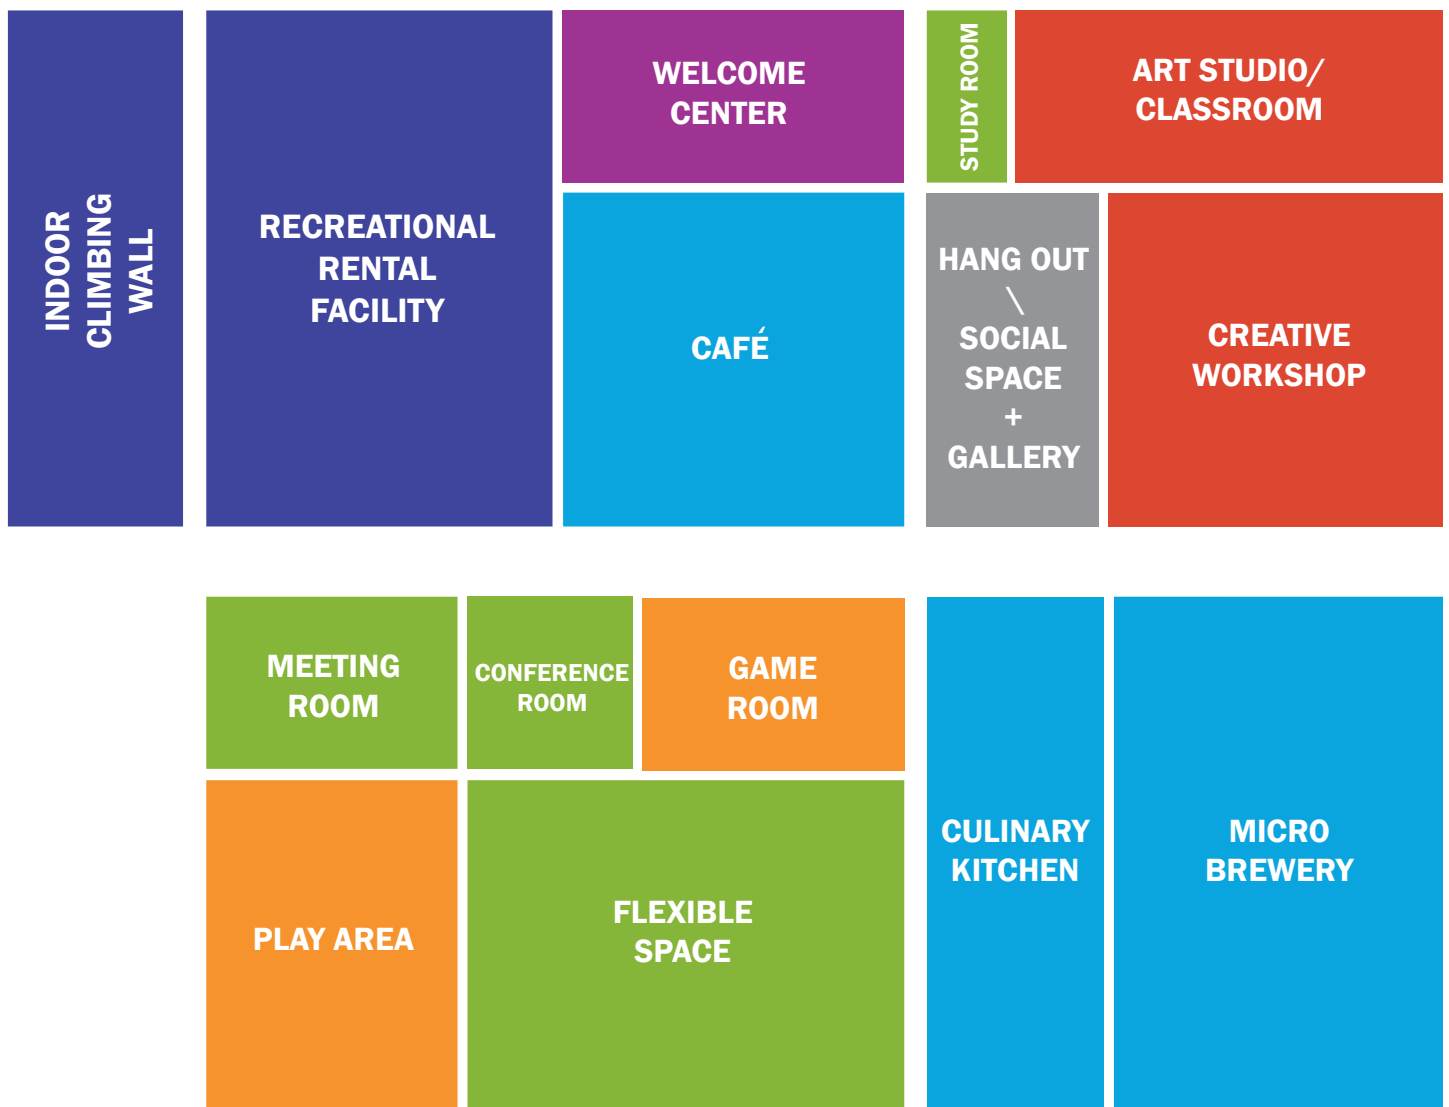 INDOOR
CLIMBING
WALL
RECREATIONAL
RENTAL
FACILITY
WELCOME
CENTER
CAFÉ
STUDY ROOM
ART STUDIO/
CLASSROOM
HANG OUT
\
SOCIAL
SPACE
+
GALLERY
CREATIVE
WORKSHOP
MEETING
ROOM
CONFERENCE
ROOM
GAME
ROOM
PLAY AREA
FLEXIBLE
SPACE
CULINARY
KITCHEN
MICRO
BREWERY